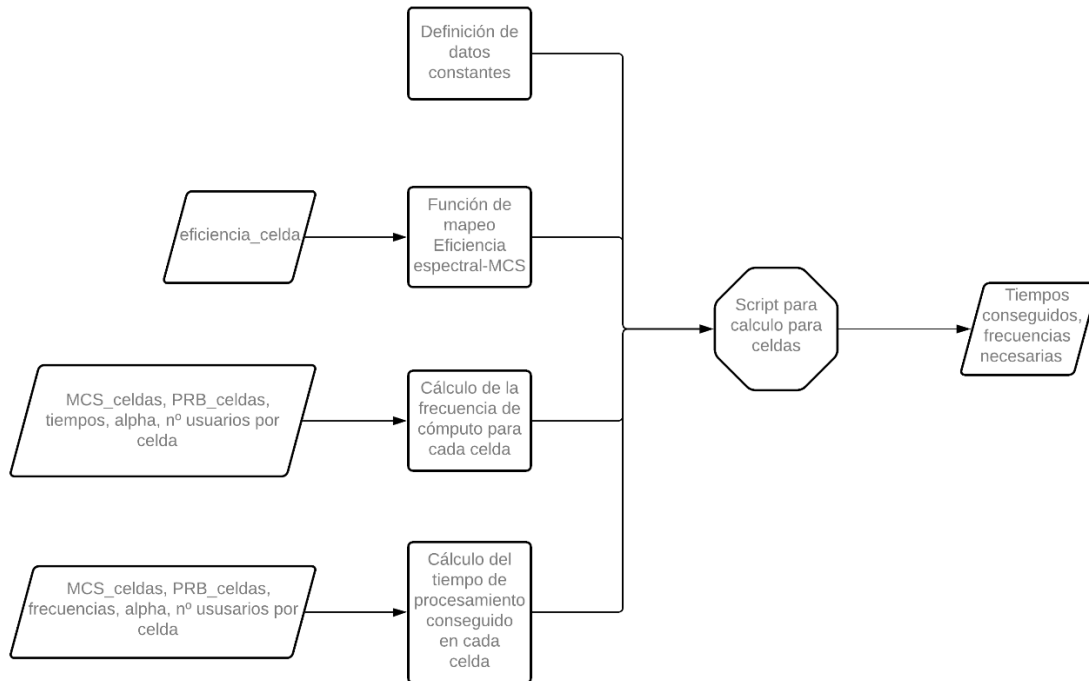 Definición de
datos
constantes
eficiencia_celda
Función de
mapeo
Eficiencia
espectral-MCS
Script para
calculo para
celdas
Tiempos
conseguidos,
frecuencias
necesarias
MCS_celdas, PRB_celdas,
tiempos, alpha, nº usuarios por
celda
Cálculo de la
frecuencia de
cómputo para
cada celda
MCS_celdas, PRB_celdas,
frecuencias, alpha, nº ususarios por
celda
Cálculo del
tiempo de
procesamiento
conseguido
en cada
celda